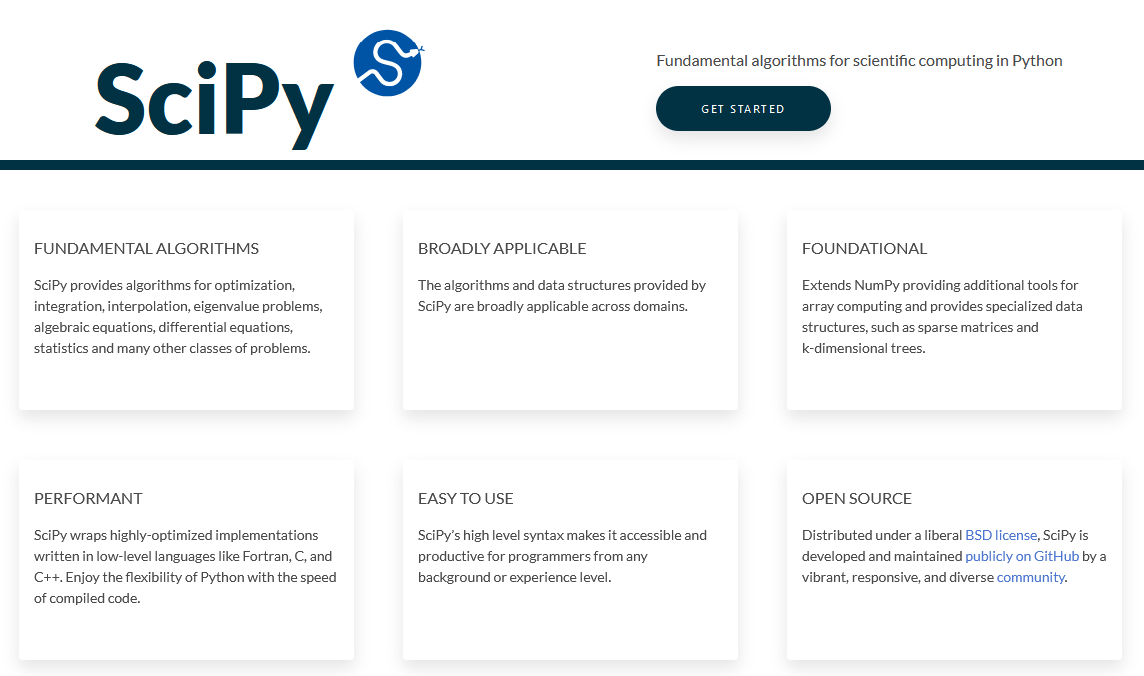 SciPy
Fundamental algorithms for scientific computing in Python
GET STARTED
FUNDAMENTAL ALGORITHMS
SciPy provides algorithms for optimization,
integration, interpolation, eigenvalue problems,
algebraic equations, differential equations,
statistics and many other classes of problems.
BROADLY APPLICABLE
The algorithms and data structures provided by
SciPy are broadly applicable across domains.
FOUNDATIONAL
Extends NumPy providing additional tools for
array computing and provides specialized data
structures, such as sparse matrices and
k-dimensional trees.
PERFORMANT
SciPy wraps highly-optimized implementations
written in low-level languages like Fortran, C, and
C++. Enjoy the flexibility of Python with the speed
of compiled code.
EASY TO USE
SciPy's high level syntax makes it accessible and
productive for programmers from any
background or experience level.
OPEN SOURCE
Distributed under a liberal BSD license, SciPy is
developed and maintained publicly on GitHub by a
vibrant, responsive, and diverse community.